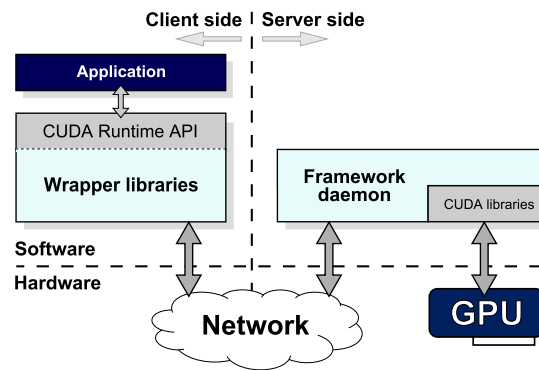 Client side
Server side
Application
CUDA Runtime API
Wrapper libraries
Framework
daemon
CUDA libraries
Software
Hardware
Network
GPU